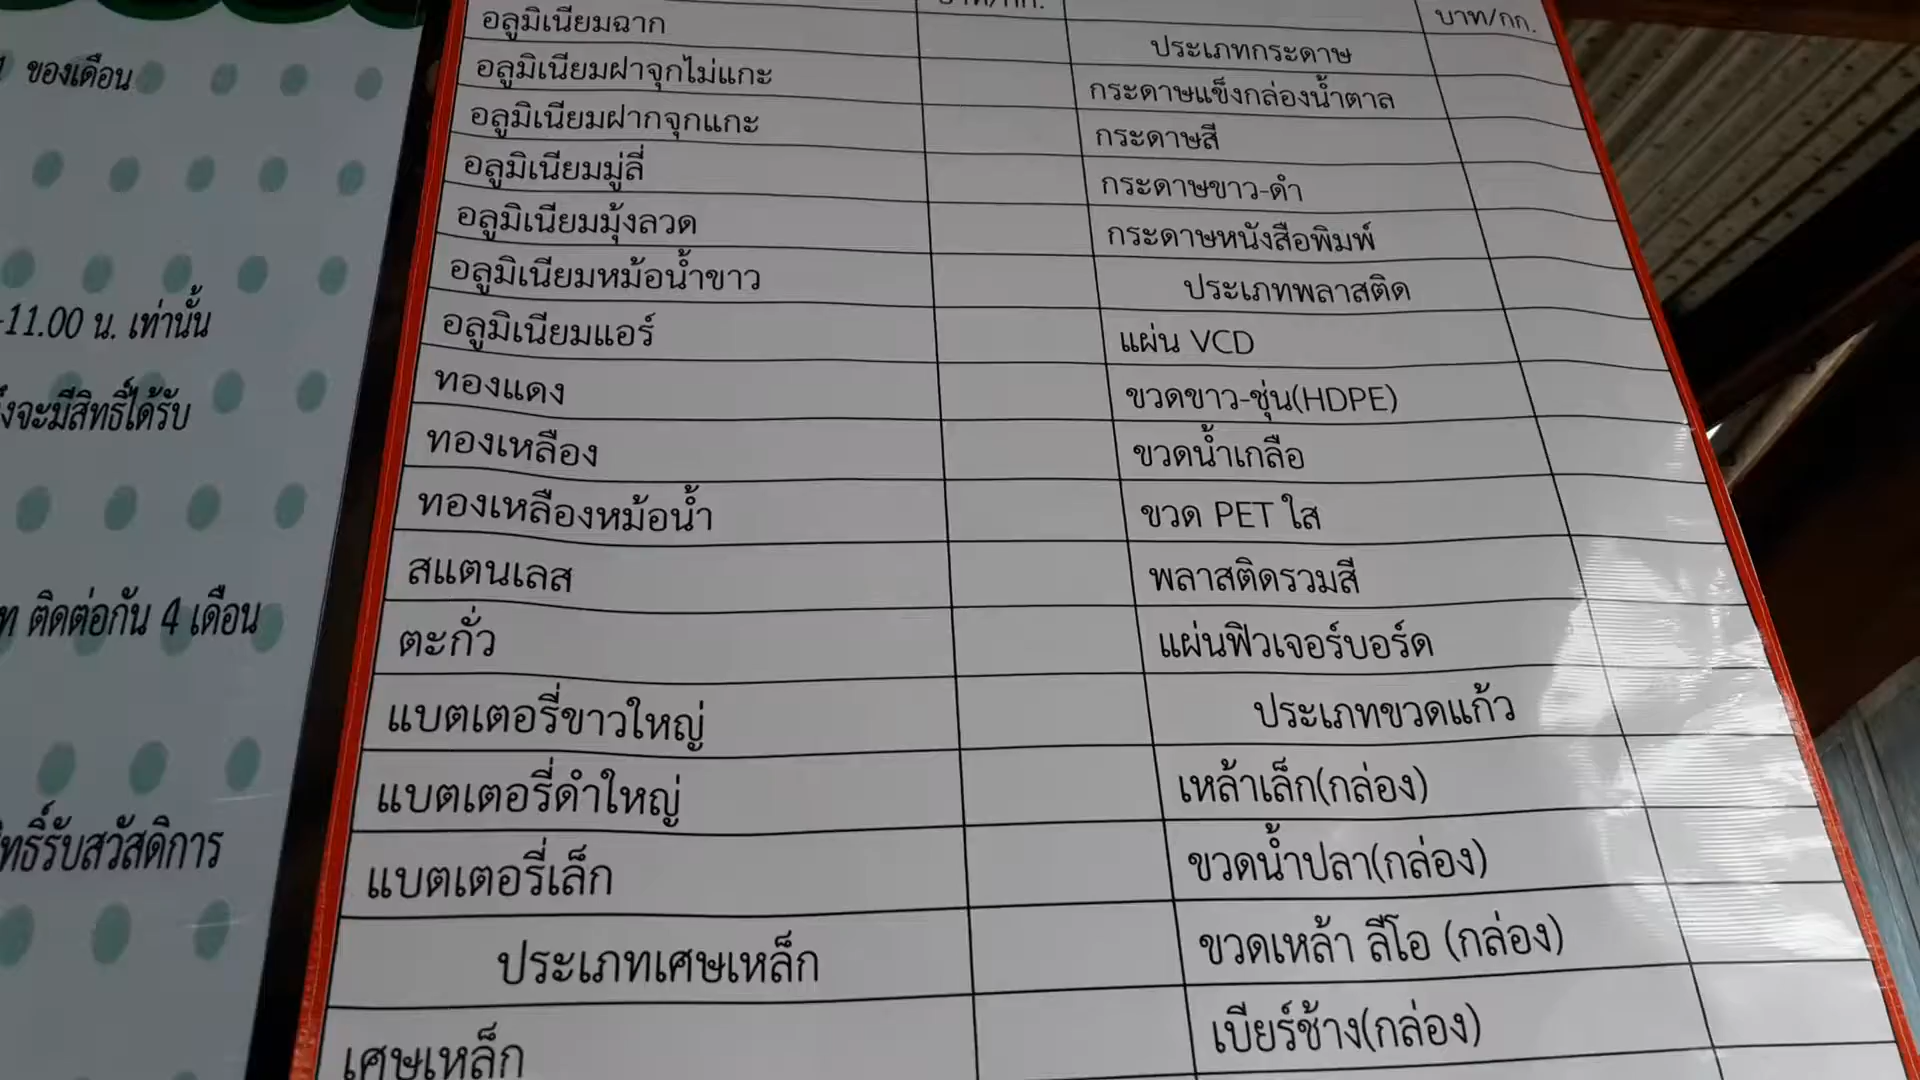 ของเดือน
-11.00 น. เท่านั้น
จะมีสิทธิ์ได้รับ
ติดต่อกัน 4 เดือน
รับสวัสดิการ
บาท/กก.
บาท/กก.
อลูมิเนียมฉาก
อลูมิเนียมฝาจุกไม่แกะ
อลูมิเนียมฝากจุกแกะ
อลูมิเนียมมู่ลี่
อลูมิเนียมมุ้งลวด
อลูมิเนียมหม้อน้ำขาว
อลูมิเนียมแอร์
ทองแดง
ทองเหลือง
ทองเหลืองหม้อน้ำ
สแตนเลส
ตะกั่ว
แบตเตอรี่ขาวใหญ่
แบตเตอรี่ดำใหญ่
แบตเตอรี่เล็ก
ประเภทเศษเหล็ก
เศษเหล็ก
ประเภทกระดาษ
กระดาษแข็งกล่องน้ำตาล
กระดาษสี
กระดาษขาว-ดำ
กระดาษหนังสือพิมพ์
ประเภทพลาสติด
แผ่น VCD
ขวดขาว-ชุ่น(HDPE)
ขวดน้ำเกลือ
ขวด PET ใส
พลาสติดรวมสี
แผ่นฟิวเจอร์บอร์ด
ประเภทขวดแก้ว
เหล้าเล็ก(กล่อง)
ขวดน้ำปลา(กล่อง)
ขวดเหล้า ลีโอ (กล่อง)
เบียร์ช้าง(กล่อง)